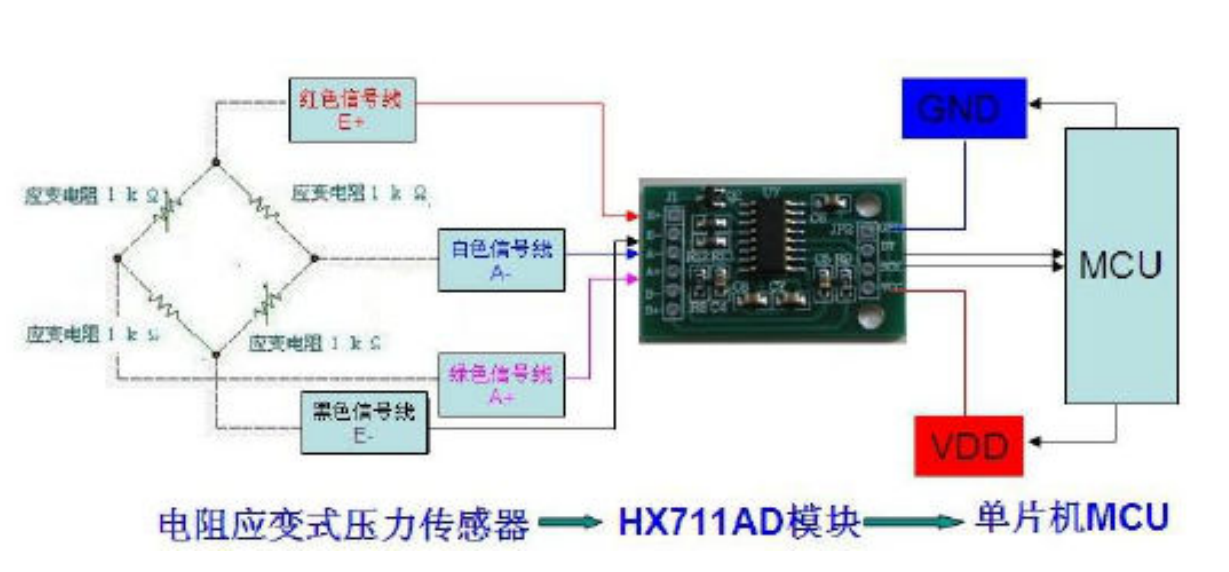 红色信号线
E+
GND
应变电阻 1 k Ω
应变电阻 1 k Ω
白色信号线
A-
MCU
应变电阻 1 k Ω
应变电阻 1 k Ω
绿色信号线
A+
黑色信号线
E-
VDD
J1
E+
E-
A-
A+
B-
B+
JP2
电阻应变式压力传感器
HX711AD模块
单片机MCU